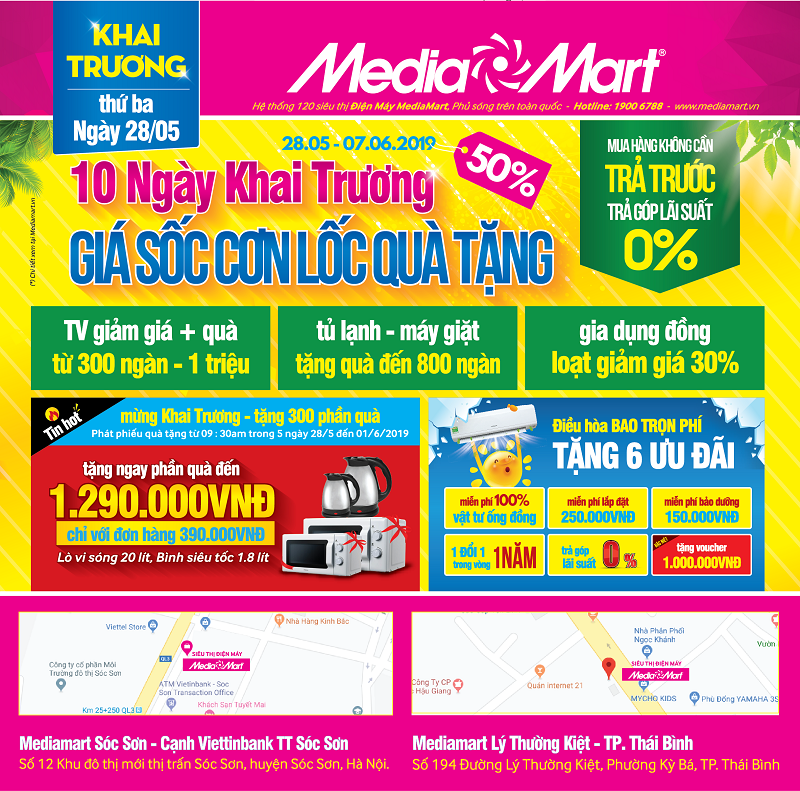 KHAI
TRƯƠNG
thứ ba
Ngày 28/05
Media Mart®
Hệ thống 120 siêu thị Điện Máy MediaMart, Phủ sóng trên toàn quốc - Hotline: 1900 6788 - www.mediamart.vn
28.05 - 07.06.2019
10 Ngày Khai Trương
50%
GIÁ SỐC CƠN LỐC QUÀ TẶNG
MUA HÀNG KHÔNG CẦN
TRẢ TRƯỚC
TRẢ GÓP LÃI SUẤT
0%
(*) Chi tiết xem tại Mediamart.vn
TV giảm giá + quà
từ 300 ngàn - 1 triệu
tủ lạnh - máy giặt
tặng quà đến 800 ngàn
gia dụng đồng
loạt giảm giá 30%
Tin hot
mừng Khai Trương - tặng 300 phần quà
Phát phiếu quà tặng từ 09 : 30am trong 5 ngày 28/5 đến 01/6/2019
tặng ngay phần quà đến
1.290.000VNĐ
chỉ với đơn hàng 390.000VNĐ
Lò vi sóng 20 lít, Bình siêu tốc 1.8 lít
Điều hòa BAO TRỌN PHÍ
TẶNG 6 ƯU ĐÃI
miễn phí 100%
vật tư ống đồng
miễn phí lắp đặt
250.000VNĐ
miễn phí bảo dưỡng
150.000VNĐ
1 ĐỔI 1
trong vòng 1NĂM
trả góp
lãi suất 0%
ĐẶC BIỆT
tặng voucher
1.000.000VNĐ
Viettel Store
Nhà Hàng Kinh Bắc
QL3
SIÊU THỊ ĐIỆN MÁY
Media Mart
Công ty cổ phần Môi
Trường đô thị Sóc Sơn
ATM Vietinbank - Soc
Son Transaction Office
Khách Sạn Tuyết Mai
Km 25+250 QL3
QL3
Nhà Phân Phối
Ngọc Khánh
Vườn
SIÊU THỊ ĐIỆN MÁY
Media Mart
Công Ty CP
Hậu Giang
Quán internet 21
MYCHO KIDS
Phú Đông YAMAHA 3S
Mediamart Sóc Sơn - Cạnh Viettinbank TT Sóc Sơn
Số 12 Khu đô thị mới thị trấn Sóc Sơn, huyện Sóc Sơn, Hà Nội.
Mediamart Lý Thường Kiệt - TP. Thái Bình
Số 194 Đường Lý Thường Kiệt, Phường Kỳ Bá, TP. Thái Bình